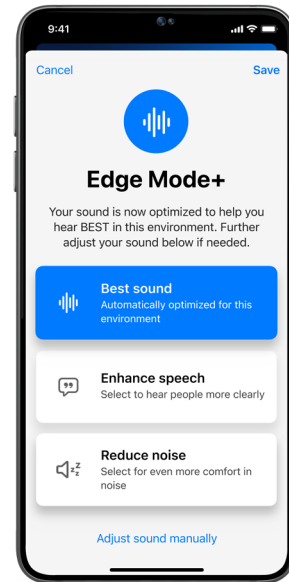 9:41
Cancel Save
Edge Mode+
Your sound is now optimized to help you
hear BEST in this environment. Further
adjust your sound below if needed.
Best sound
Automatically optimized for this
environment
Enhance speech
Select to hear people more clearly
Reduce noise
Select for even more comfort in
noise
Adjust sound manually